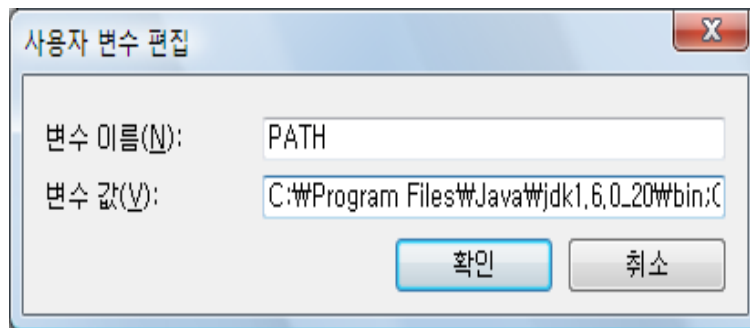 사용자 변수 편집
X
변수 이름(N):
PATH
변수 값(V):
C:₩Program Files₩Java₩jdk1,6,0_20₩bin;C
확인
취소